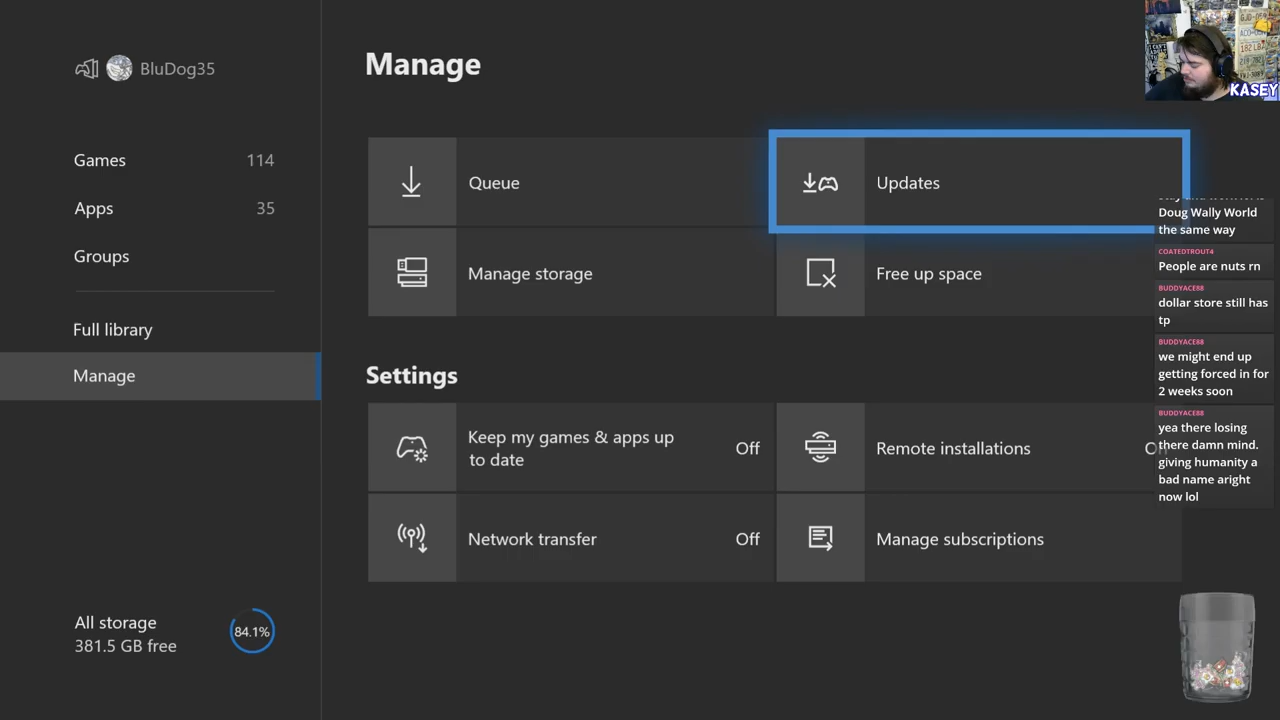 BluDog35
Games 114
Apps 35
Groups
Full library
Manage
All storage
381.5 GB free
84.1%
Manage
Queue
Updates
Manage storage
Free up space
Settings
Keep my games & apps up
to date
Off
Remote installations
On
Network transfer
Off
Manage subscriptions
KASEY
Doug Wally World
the same way
COATEDTROUT4
People are nuts rn
BUDDYACE88
dollar store still has
tp
BUDDYACE88
we might end up
getting forced in for
2 weeks soon
BUDDYACE88
yea there losing
there damn mind.
giving humanity a
bad name aright
now lol